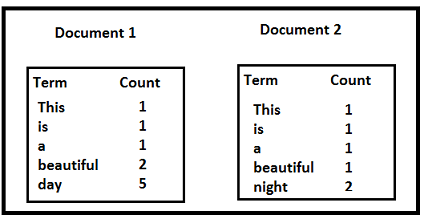 Document 1
Term Count
This 1
is 1
a 1
beautiful 2
day 5
Document 2
Term Count
This 1
is 1
a 1
beautiful 1
night 2